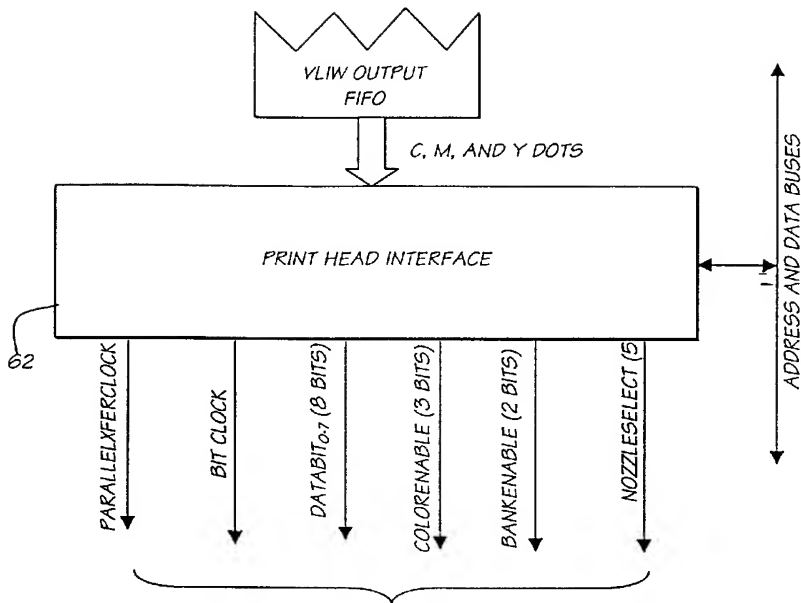 VLIW OUTPUT
FIFO
C, M, AND Y DOTS
PRINT HEAD INTERFACE
ADDRESS AND DATA BUSES
62
PARALLELXFERCLOCK
BIT CLOCK
DATABIT0-7 (8 BITS)
COLORENABLE (3 BITS)
BANKENABLE (2 BITS)
NOZZLESELECT (5